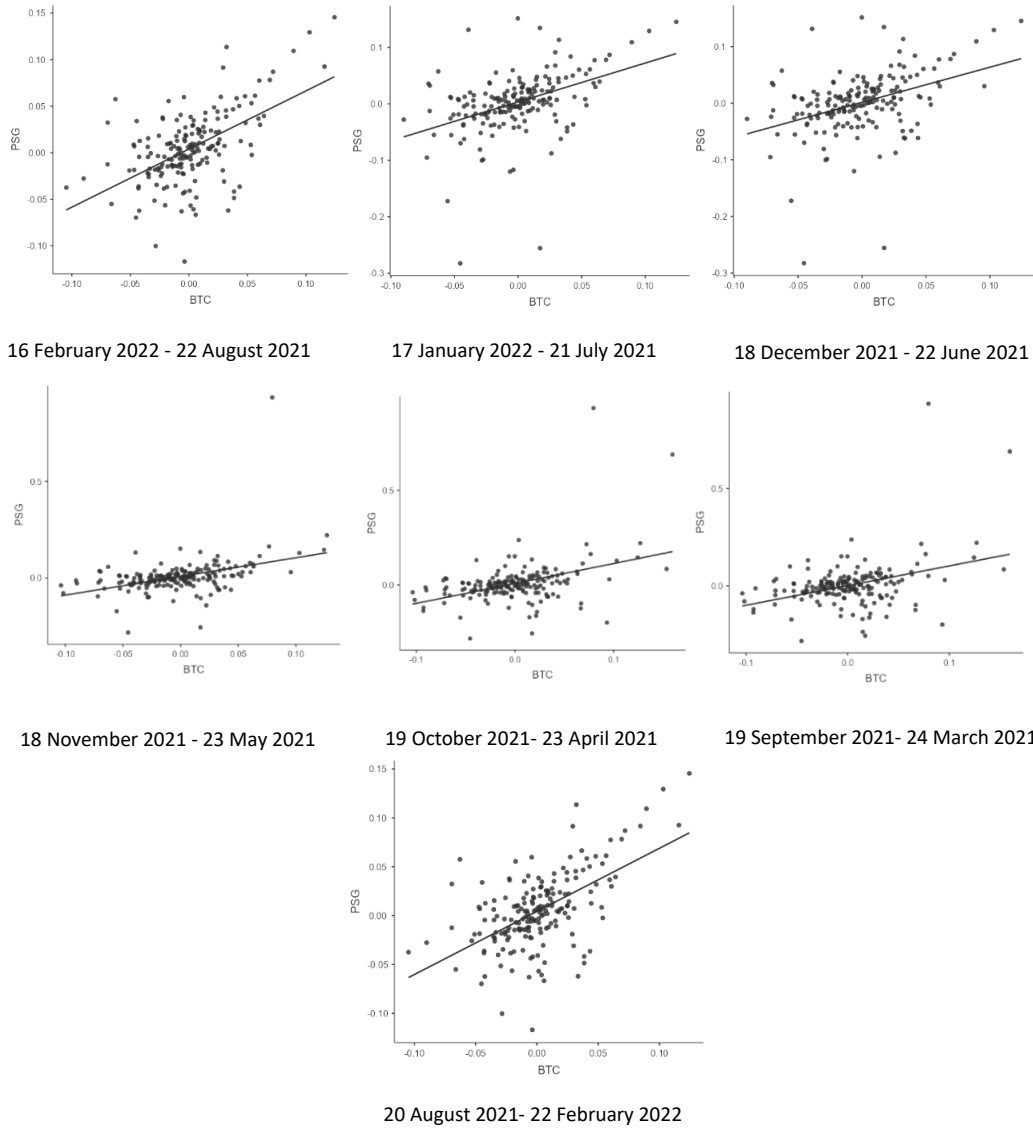 0.15
0.10
0.05
0.00
-0.05
-0.10
PSG
-0.10 -0.05 0.00 0.05 0.10
BTC
0.1
0.0
-0.1
-0.2
-0.3
PSG
-0.10 -0.05 0.00 0.05 0.10
BTC
0.1
0.0
-0.1
-0.2
-0.3
PSG
-0.10 -0.05 0.00 0.05 0.10
BTC
16 February 2022 - 22 August 2021
17 January 2022 - 21 July 2021
18 December 2021 - 22 June 2021
0.5
0.0
PSG
-0.10 -0.05 0.00 0.05 0.10
BTC
0.5
0.0
PSG
-0.1 0.0 0.1
BTC
0.5
0.0
PSG
-0.1 0.0 0.1
BTC
18 November 2021 - 23 May 2021
19 October 2021- 23 April 2021
19 September 2021- 24 March 2021
0.15
0.10
0.05
0.00
-0.05
-0.10
PSG
-0.10 -0.05 0.00 0.05 0.10
BTC
20 August 2021- 22 February 2022